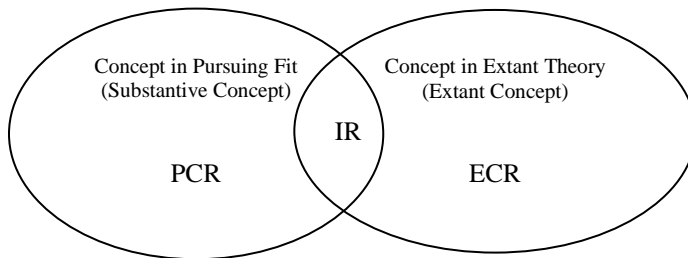 Concept in Pursuing Fit
(Substantive Concept)
Concept in Extant Theory
(Extant Concept)
IR
PCR
ECR